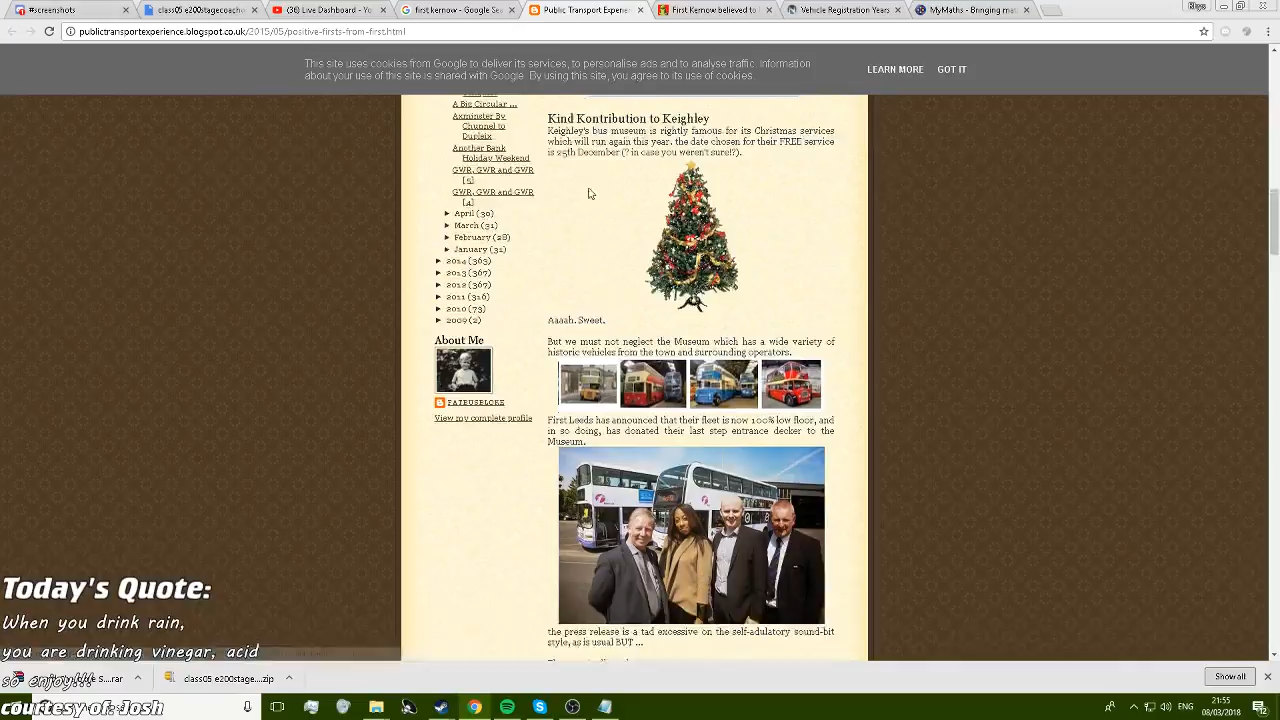 #screenshots
class05 e200stagecoach
(36) Live Dashboard - Y
first kernow - Google Se
Public Transport Experie
First Kernow believed to
Vehicle Registration Years
MyMaths - Bringing mat
publictransportexperience.blogspot.co.uk/2015/05/positive-firsts-from-first.html
This site uses cookies from Google to deliver its services, to personalise ads and to analyse traffic. Information
about your use of this site is shared with Google. By using this site, you agree to its use of cookies.
LEARN MORE
GOT IT
A Big Circular ...
Axminster By
Chunnel to
Dupleix
Another Bank
Holiday Weekend
GWR, GWR and GWR
[5]
GWR, GWR and GWR
[4]
► April (30)
► March (31)
► February (28)
► January (31)
► 2014 (363)
► 2013 (367)
► 2012 (367)
► 2011 (316)
► 2010 (73)
► 2009 (2)
About Me
FATBUSBLOKE
View my complete profile
Kind Kontribution to Keighley
Keighley's bus museum is rightly famous for its Christmas services
which will run again this year. the date chosen for their FREE service
is 25th December (? in case you weren't sure!?).
Aaaah. Sweet.
But we must not neglect the Museum which has a wide variety of
historic vehicles from the town and surrounding operators.
First Leeds has announced that their fleet is now 100% low floor, and
in so doing, has donated their last step entrance decker to the
Museum.
the press release is a tad excessive on the self-adulatory sound-bit
style, as is usual BUT ...
Today's Quote:
When you drink rain,
you are drinking vinegar, acid
so enjoy!!!
courtesy of: Josh
class05 e200stage....zip
Show all
ENG
21:55
08/03/2018
12